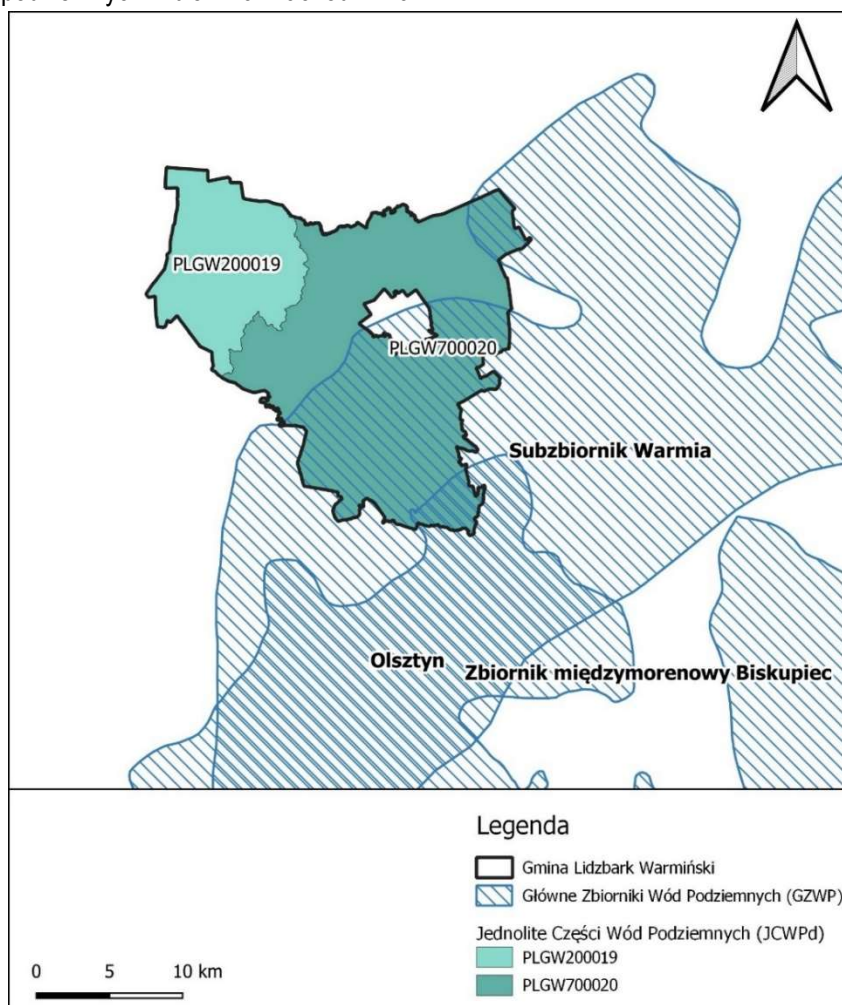 PLGW200019
PLGW700020
Subzbiornik Warmia
Olsztyn
Zbiornik międzymorenowy Biskupiec
Legenda
Gmina Lidzbark Warmiński
Główne Zbiorniki Wód Podziemnych (GZWP)
Jednolite Części Wód Podziemnych (JCWPd)
PLGW200019
PLGW700020
0 5 10 km